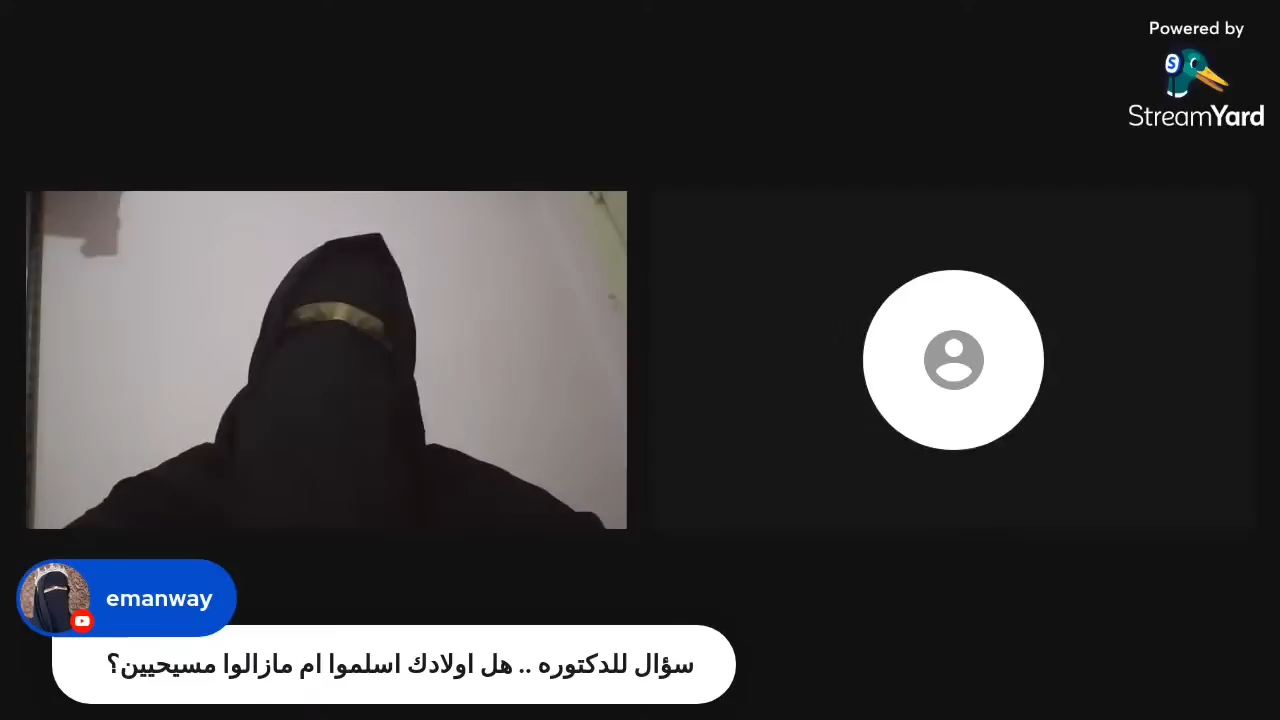 Powered by
StreamYard
emanway
سؤال للدكتوره .. هل اولادك اسلموا ام مازالوا مسيحيين؟